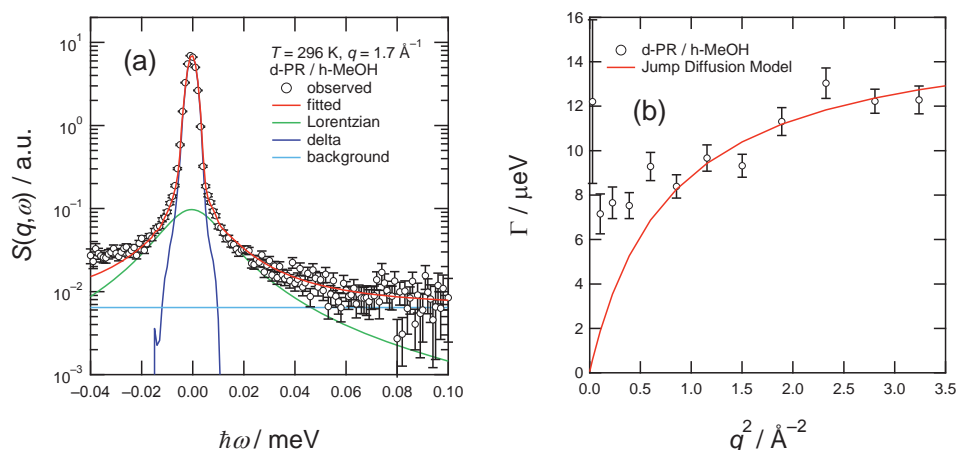 (a)
T = 296 K, q = 1.7 Å⁻¹
d-PR / h-MeOH
observed
fitted
Lorentzian
delta
background
S(q,ω) / a.u.
10¹
10⁰
10⁻¹
10⁻²
10⁻³
−0.04 −0.02 0.00 0.02 0.04 0.06 0.08 0.10
ħω / meV
(b)
d-PR / h-MeOH
Jump Diffusion Model
Γ / μeV
16
14
12
10
8
6
4
2
0
0.0 0.5 1.0 1.5 2.0 2.5 3.0 3.5
q² / Å⁻²